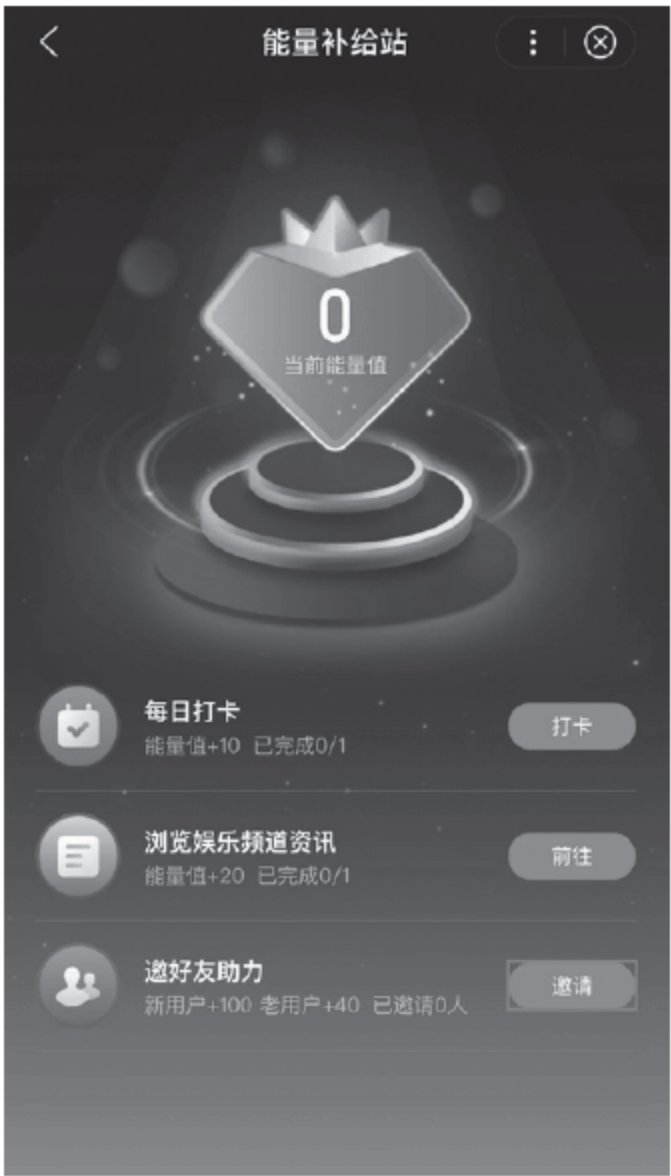 能量补给站
0
当前能量值
每日打卡
能量值+10 已完成0/1
打卡
浏览娱乐频道资讯
能量值+20 已完成0/1
前往
邀好友助力
新用户+100 老用户+40 已邀请0人
邀请